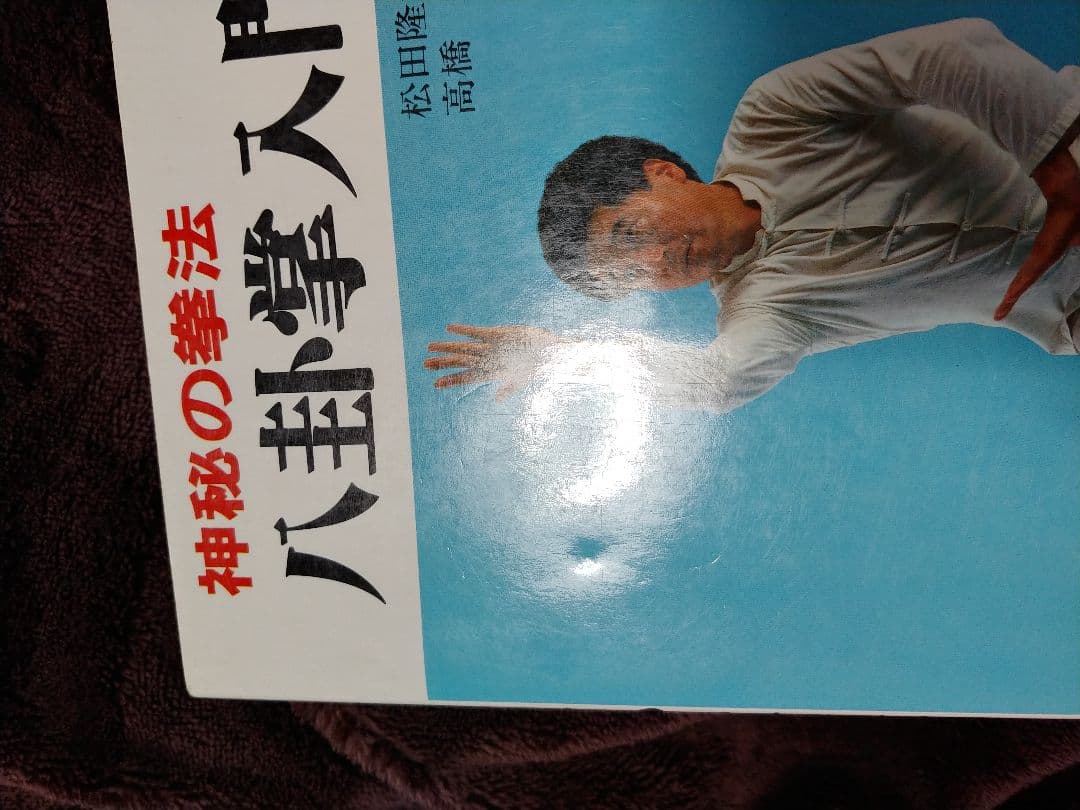 神秘の拳法
八卦掌入門
松田隆
高橋